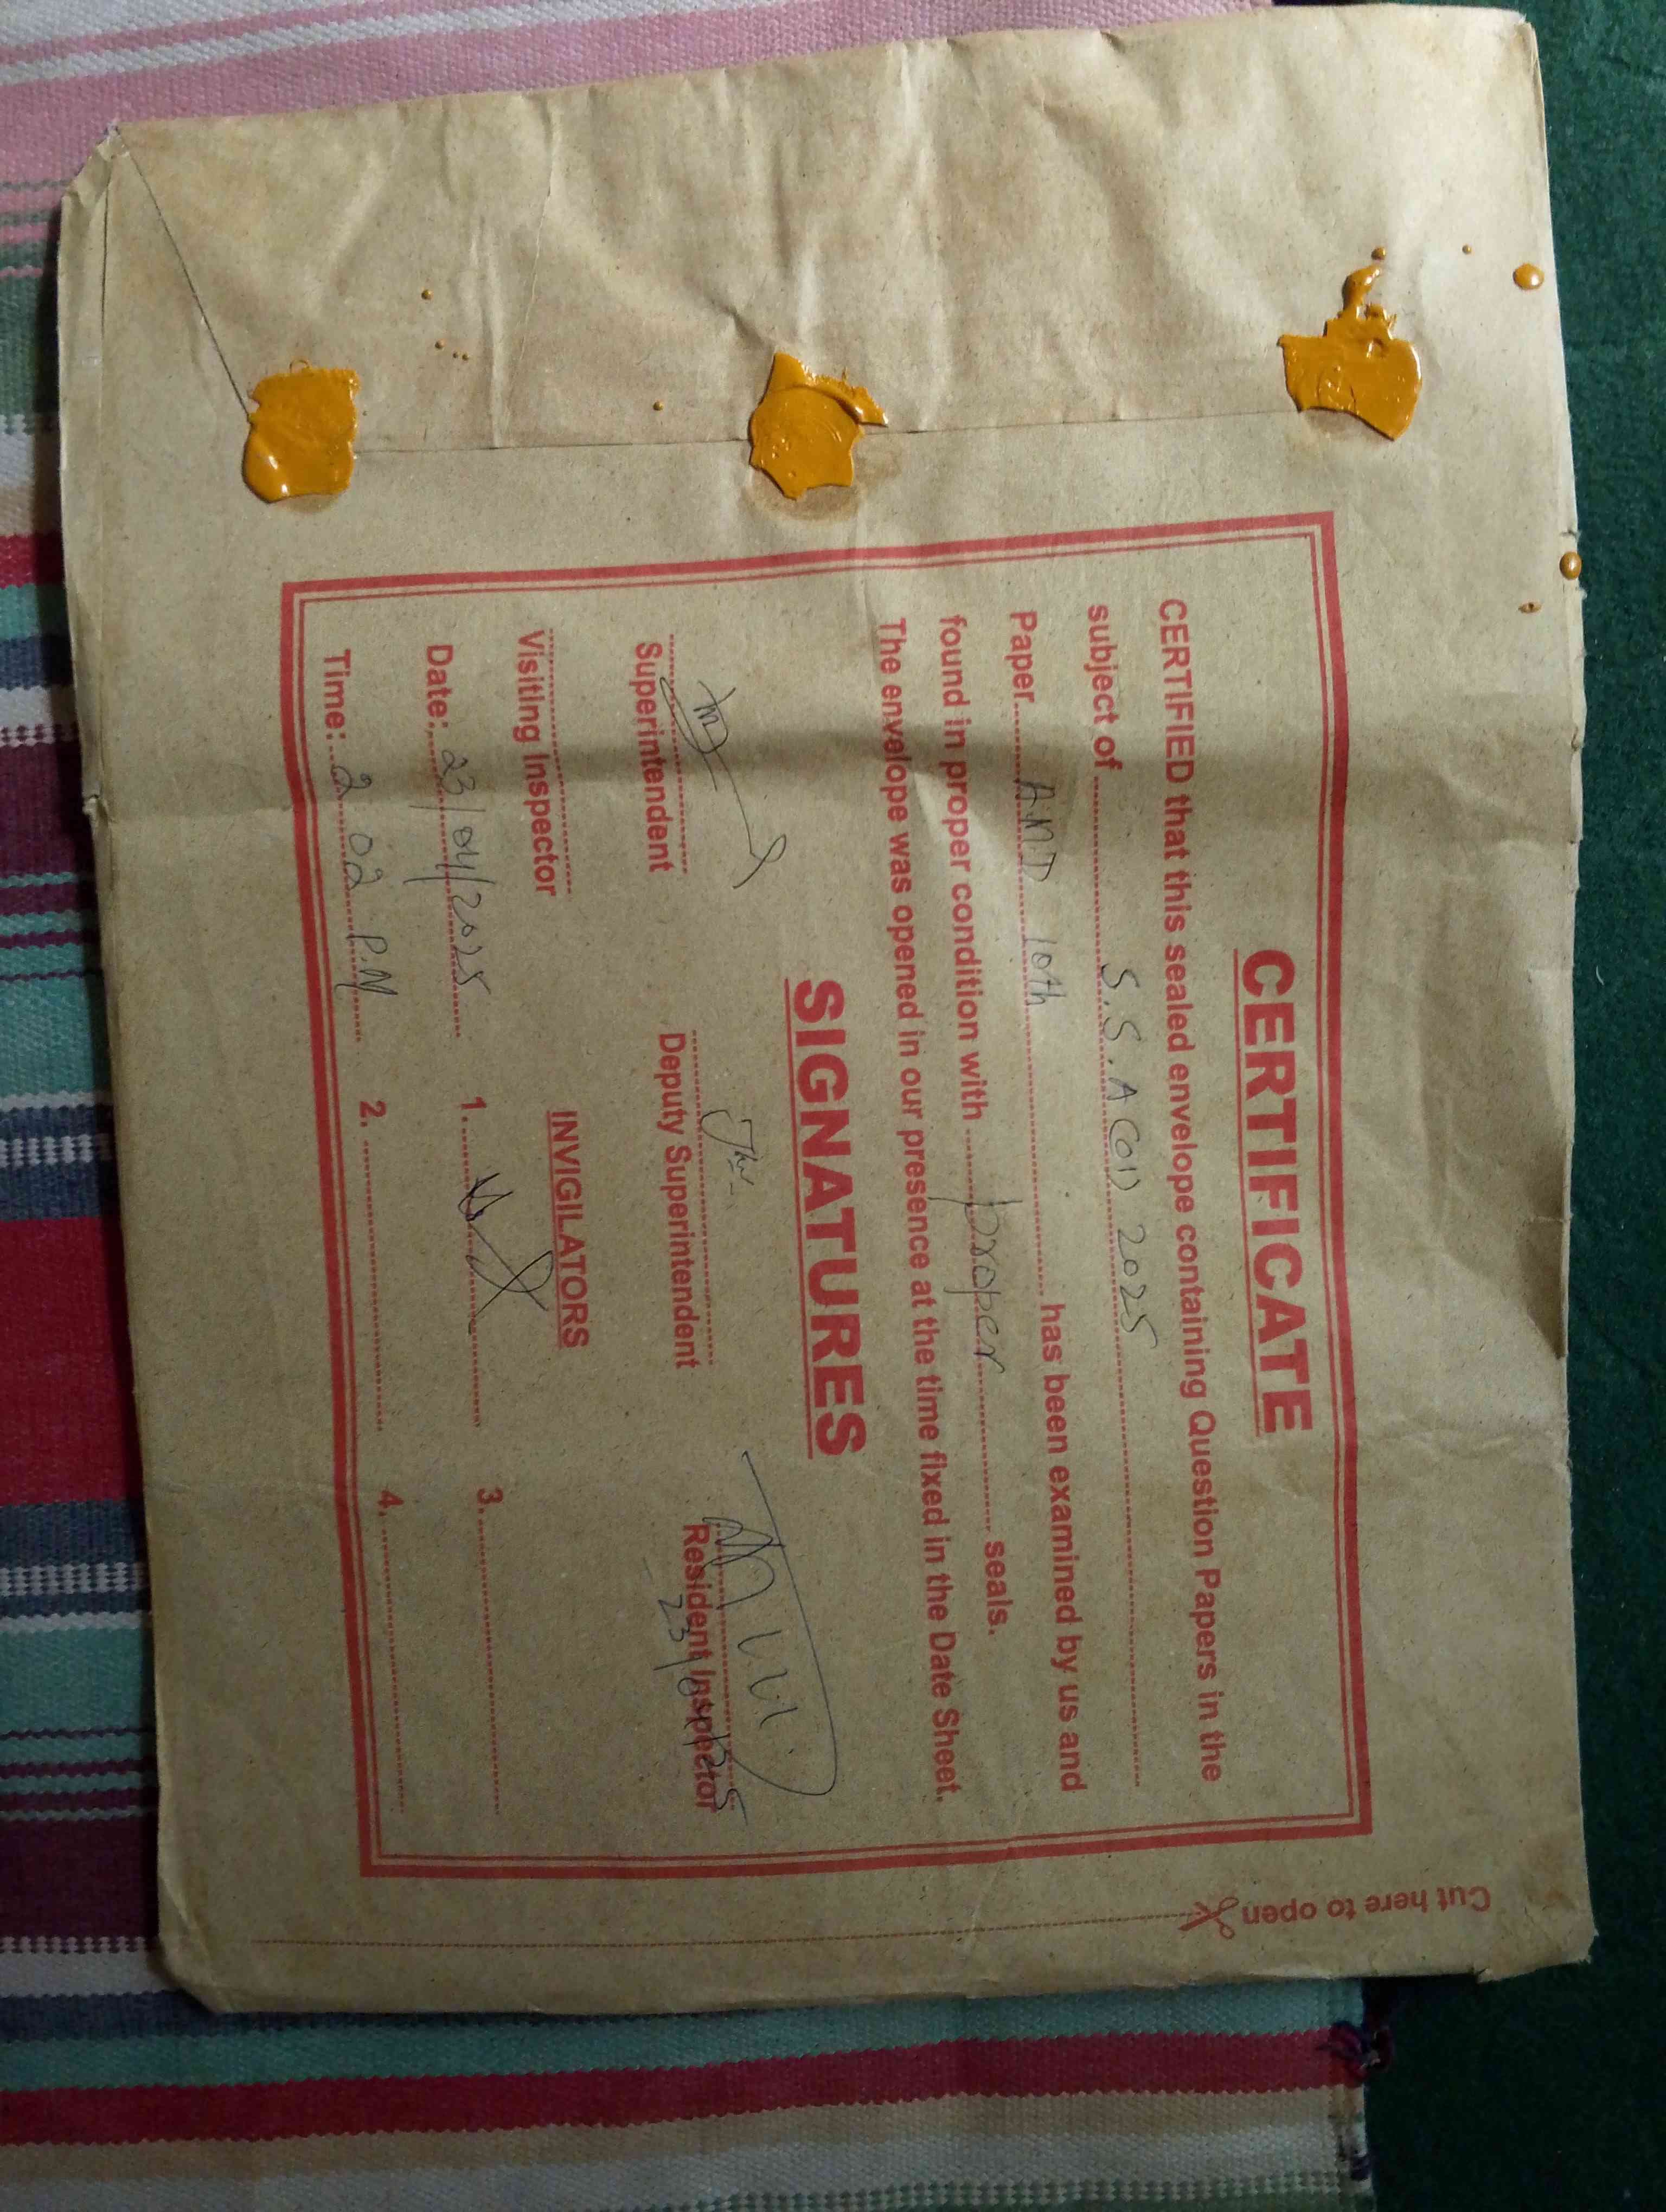 CERTIFICATE
CERTIFIED that this sealed envelope containing Question Papers in the
subject of S.S.A (01) 2025
Paper A.MD 10th has been examined by us and
found in proper condition with proper seals.
The envelope was opened in our presence at the time fixed in the Date Sheet.
SIGNATURES
Superintendent Deputy Superintendent Resident Inspector
Visiting Inspector INVIGILATORS
Date: 23/04/2025 1. 3.
Time: 2 02 P.M 2. 4.
Cut here to open